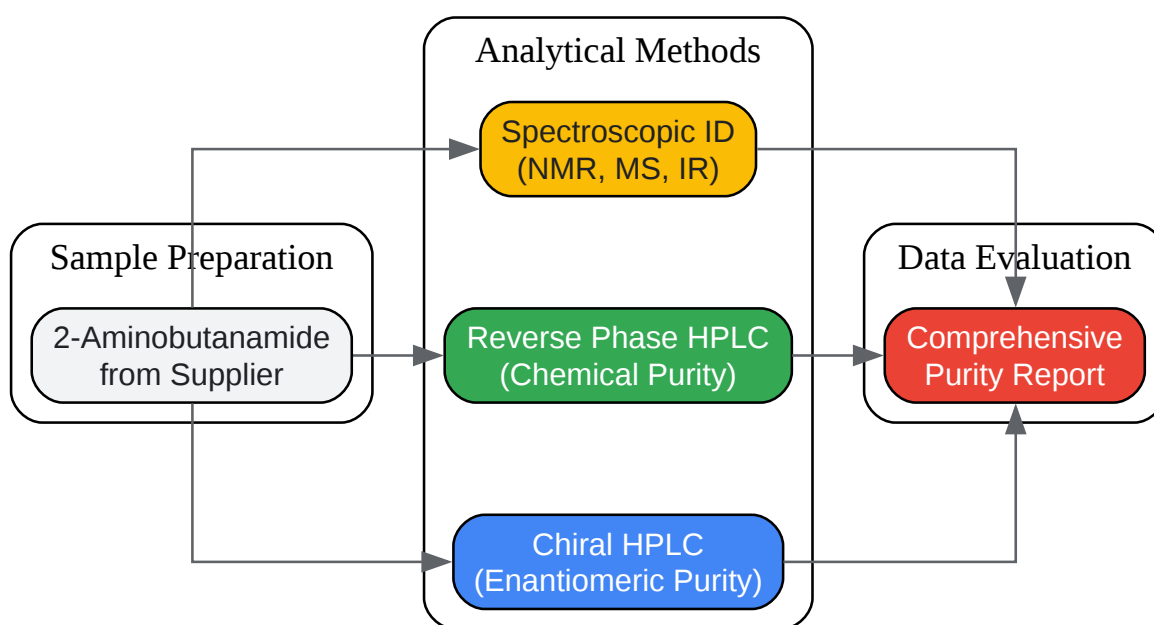 Analytical Methods
Spectroscopic ID
(NMR, MS, IR)
Sample Preparation
2-Aminobutanamide
from Supplier
Reverse Phase HPLC
(Chemical Purity)
Chiral HPLC
(Enantiomeric Purity)
Data Evaluation
Comprehensive
Purity Report